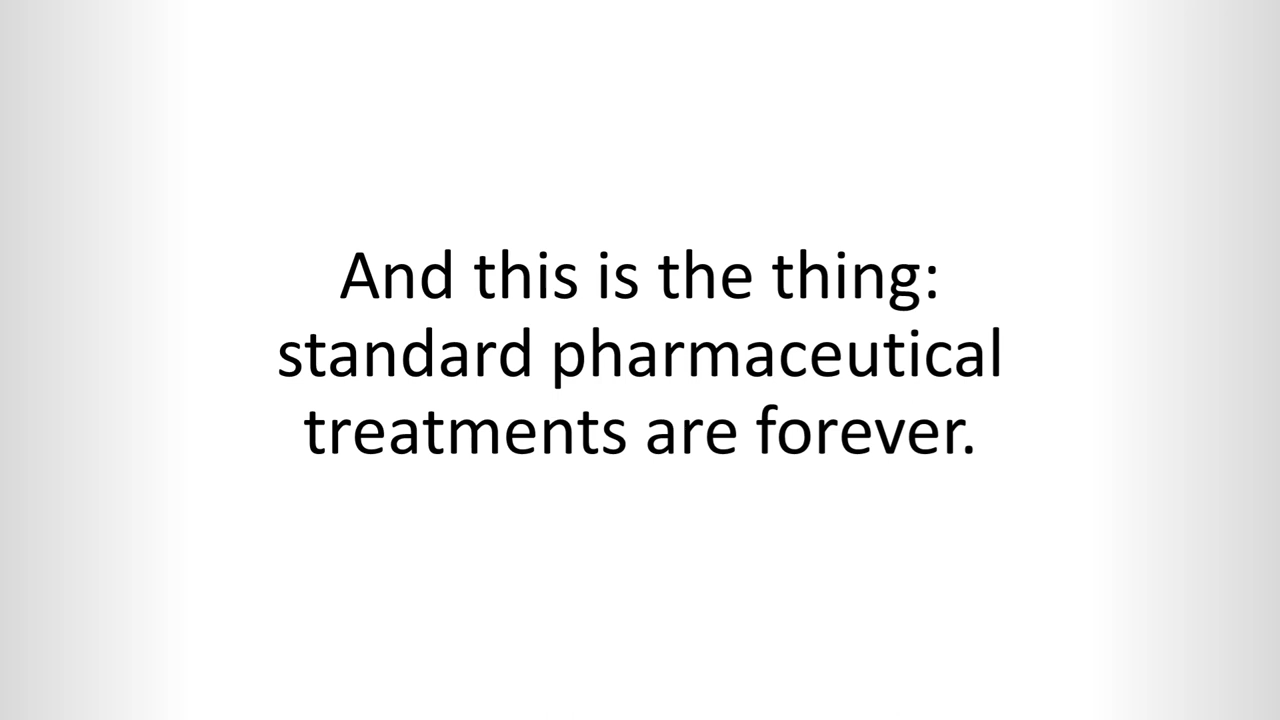 And this is the thing:
standard pharmaceutical
treatments are forever.